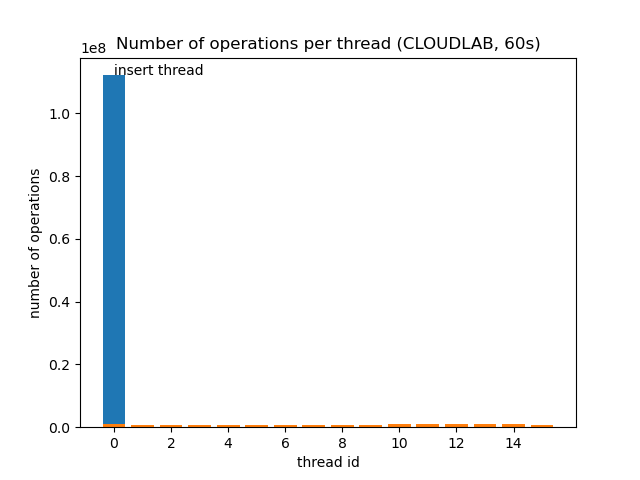 Number of operations per thread (CLOUDLAB, 60s)
1e8
insert thread
1.0
0.8
0.6
0.4
0.2
0.0
number of operations
0 2 4 6 8 10 12 14
thread id